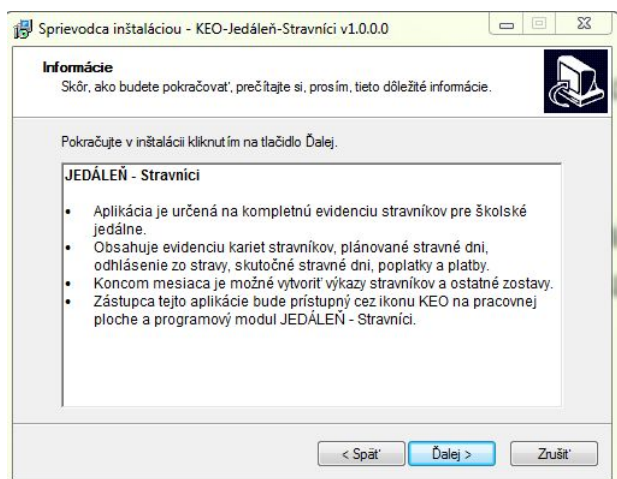 Sprievodca inštaláciou - KEO-Jedáleň-Stravníci v1.0.0.0
Informácie
Skôr, ako budete pokračovať, prečítajte si, prosím, tieto dôležité informácie.
Pokračujte v inštalácii kliknutím na tlačidlo Ďalej.
JEDÁLEŇ - Stravníci
• Aplikácia je určená na kompletnú evidenciu stravníkov pre školské
jedálne.
• Obsahuje evidenciu kariet stravníkov, plánované stravné dni,
odhlásenie zo stravy, skutočné stravné dni, poplatky a platby.
• Koncom mesiaca je možné vytvoriť výkazy stravníkov a ostatné zostavy.
• Zástupca tejto aplikácie bude prístupný cez ikonu KEO na pracovnej
ploche a programový modul JEDÁLEŇ - Stravníci.
< Späť
Ďalej >
Zrušiť